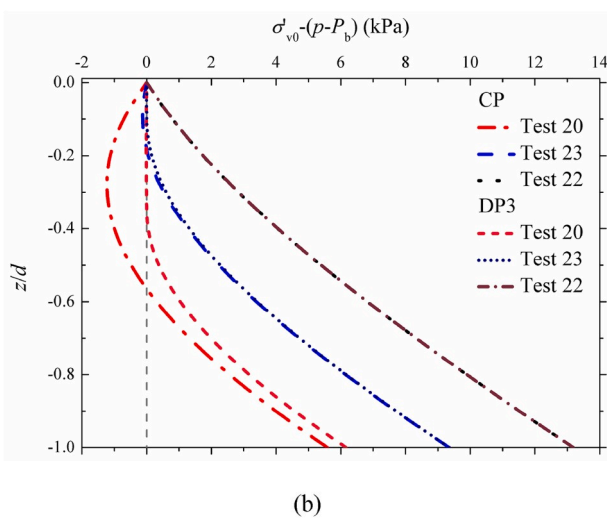 σ'v0-(p-Pb) (kPa)
-2 0 2 4 6 8 10 12 14
0.0
-0.2
-0.4
-0.6
-0.8
-1.0
z/d
CP
Test 20
Test 23
Test 22
DP3
Test 20
Test 23
Test 22
(b)